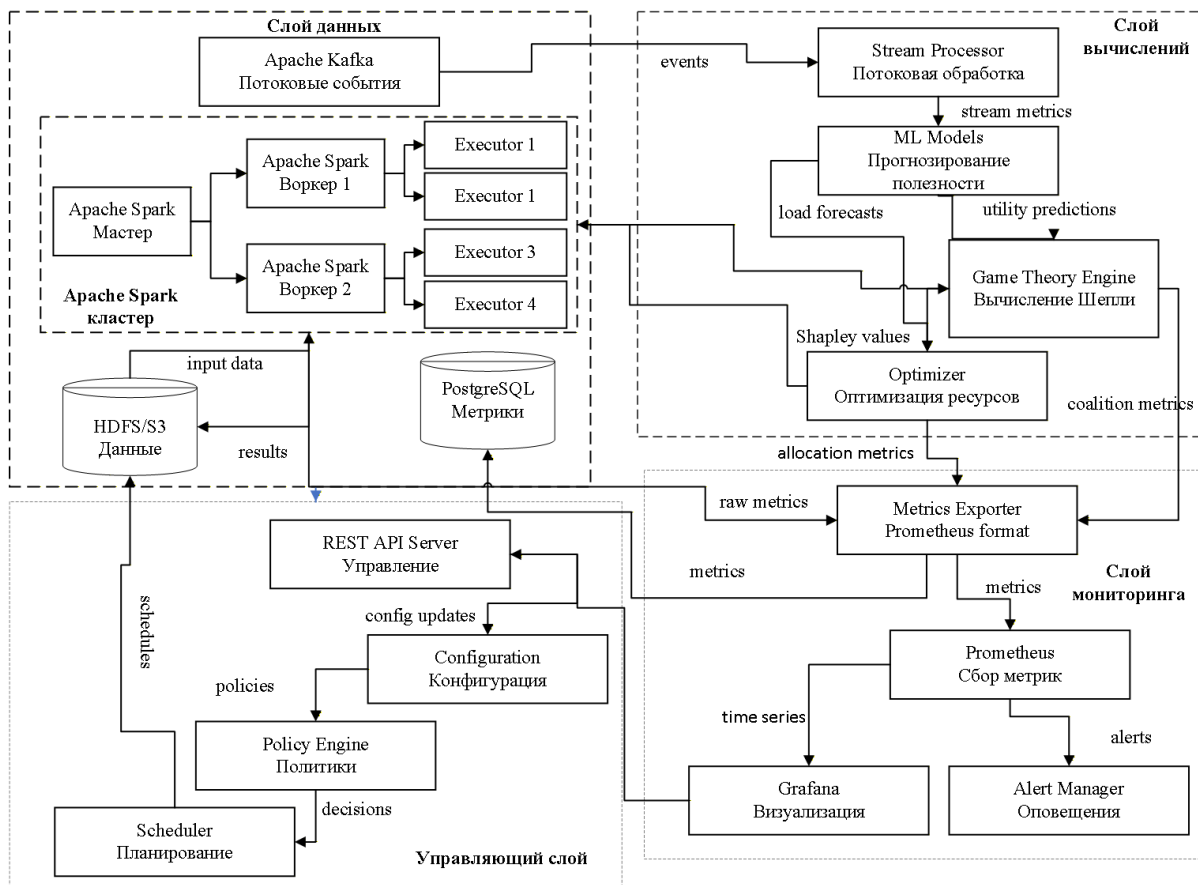 Слой данных
Apache Kafka
Потоковые события
Apache Spark
Мастер
Apache Spark
Воркер 1
Apache Spark
Воркер 2
Executor 1
Executor 1
Executor 3
Executor 4
Apache Spark
кластер
input data
HDFS/S3
Данные
results
PostgreSQL
Метрики
events
Слой
вычислений
Stream Processor
Потоковая обработка
stream metrics
ML Models
Прогнозирование
полезности
load forecasts
utility predictions
Game Theory Engine
Вычисление Шепли
Shapley values
Optimizer
Оптимизация ресурсов
coalition metrics
allocation metrics
raw metrics
Metrics Exporter
Prometheus format
metrics
metrics
Слой
мониторинга
Prometheus
Сбор метрик
time series
alerts
Grafana
Визуализация
Alert Manager
Оповещения
REST API Server
Управление
config updates
Configuration
Конфигурация
policies
Policy Engine
Политики
decisions
schedules
Scheduler
Планирование
Управляющий слой